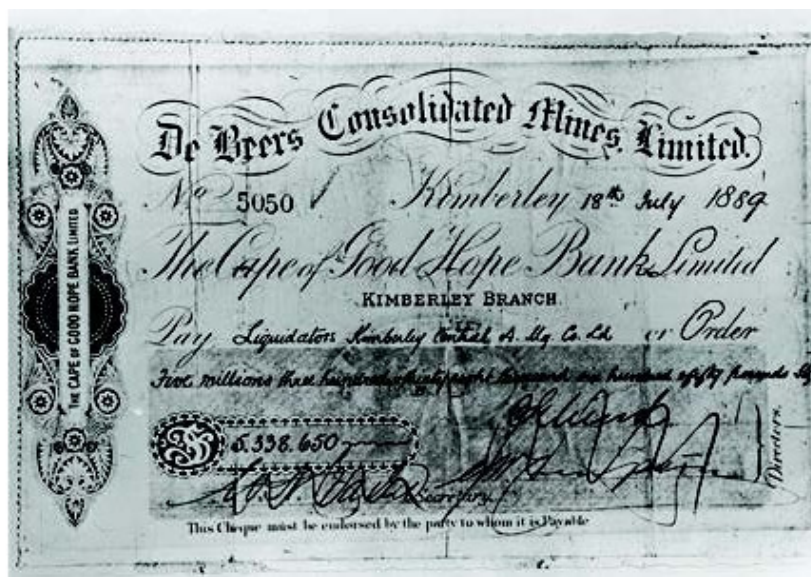 De Beers Consolidated Mines, Limited.
No 5050 Kimberley 18th July 1889
The Cape of Good Hope Bank Limited
KIMBERLEY BRANCH
Pay Liquidators Kimberley Central D. Mg. Co. Ld or Order
Five millions three hundred & thirty eight thousand six hundred & fifty pounds
£ 5.338.650
Directors.
Secretary
This Cheque must be endorsed by the party to whom it is Payable
THE CAPE OF GOOD HOPE BANK LIMITED